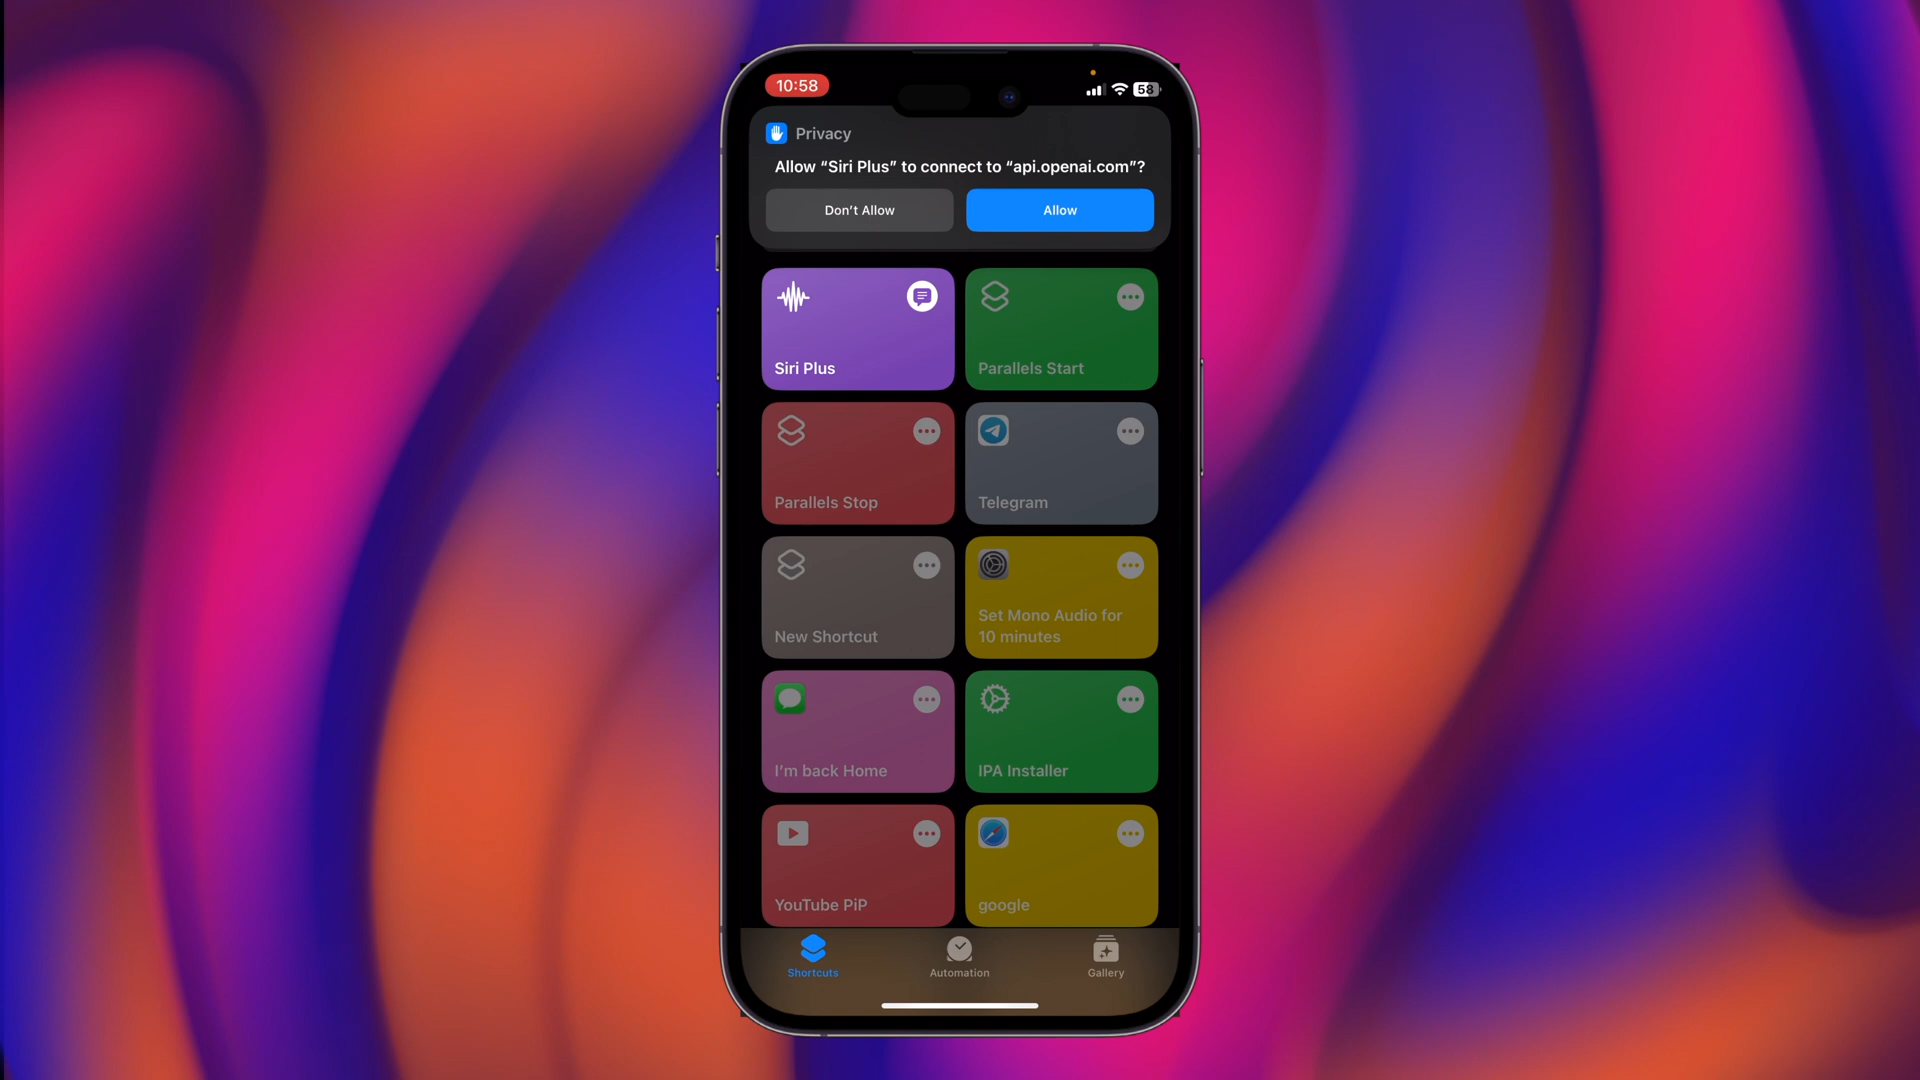 10:58
58
Privacy
Allow “Siri Plus” to connect to “api.openai.com”?
Don’t Allow
Allow
Siri Plus
Parallels Start
Parallels Stop
Telegram
New Shortcut
Set Mono Audio for
10 minutes
I’m back Home
IPA Installer
YouTube PiP
google
Shortcuts
Automation
Gallery